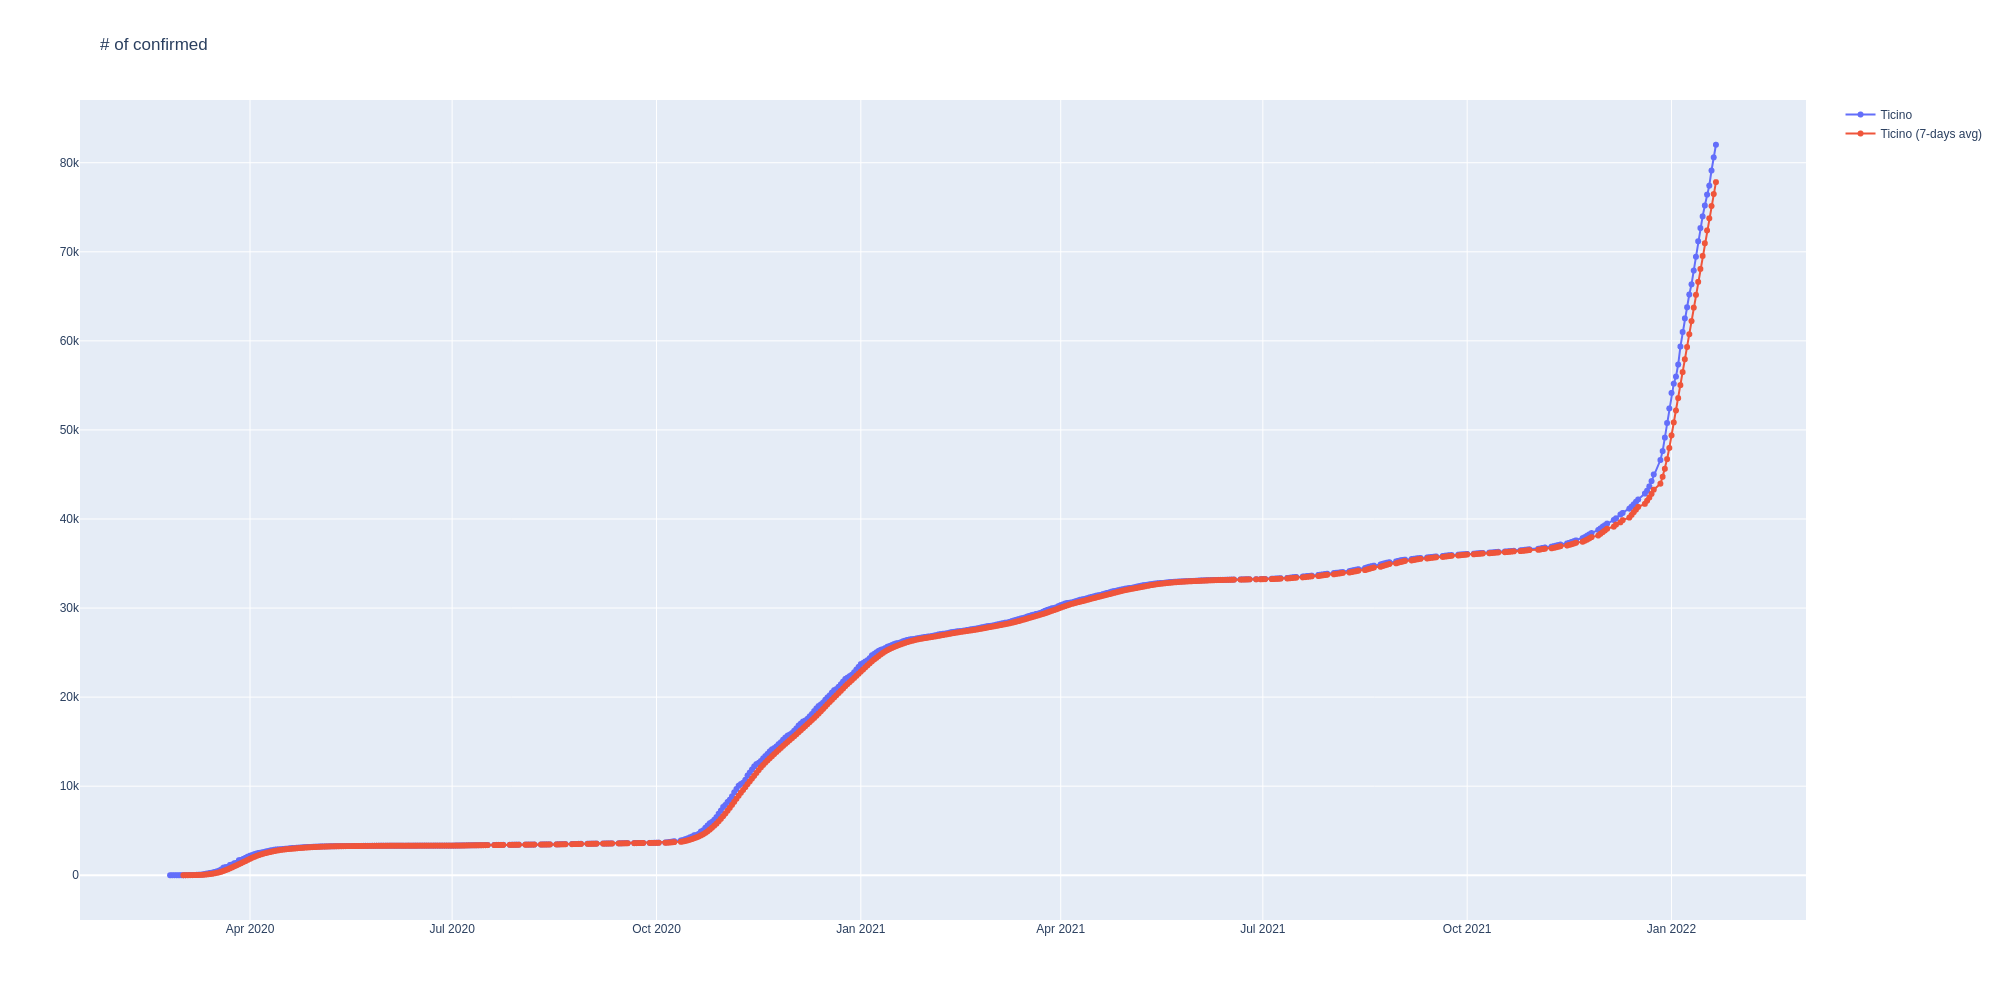 # of confirmed
Ticino
Ticino (7-days avg)
80k
70k
60k
50k
40k
30k
20k
10k
0
Apr 2020 Jul 2020 Oct 2020 Jan 2021 Apr 2021 Jul 2021 Oct 2021 Jan 2022